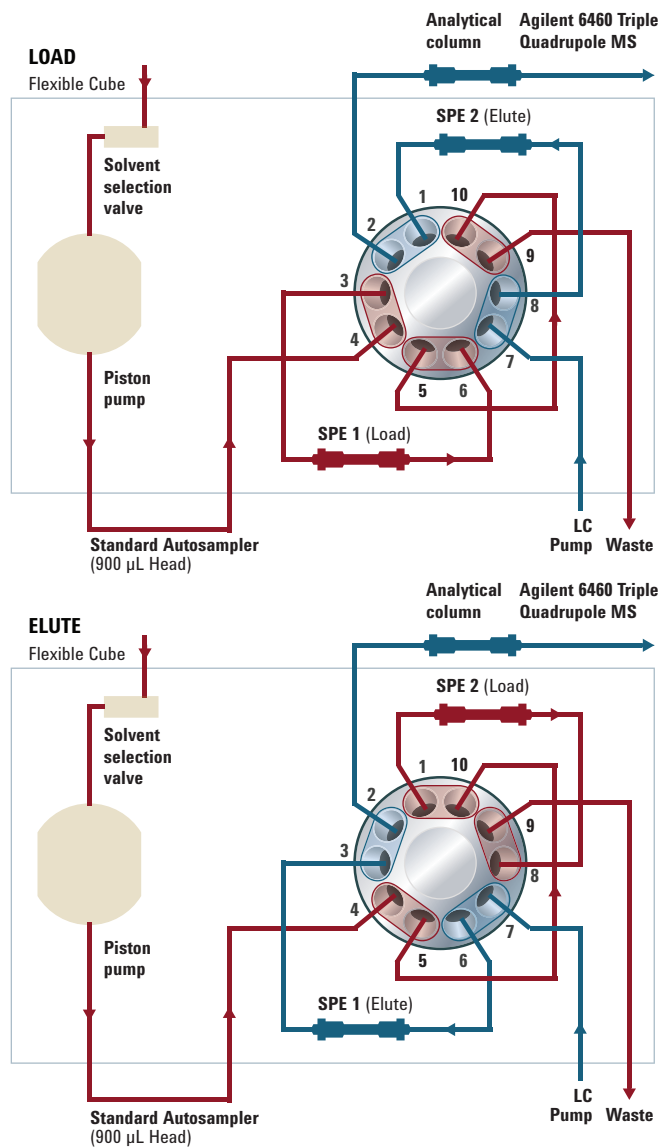 Analytical column
Agilent 6460 Triple Quadrupole MS
LOAD
Flexible Cube
SPE 2 (Elute)
Solvent
selection
valve
1
10
2
9
3
8
4
7
5
6
Piston
pump
SPE 1 (Load)
LC
Pump
Waste
Standard Autosampler
(900 µL Head)
Analytical
column
Agilent 6460 Triple
Quadrupole MS
ELUTE
Flexible Cube
SPE 2 (Load)
Solvent
selection
valve
1
10
2
9
3
8
4
7
5
6
Piston
pump
SPE 1 (Elute)
LC
Pump
Waste
Standard Autosampler
(900 µL Head)